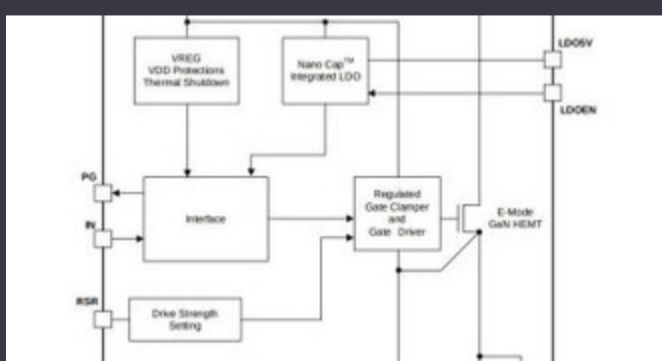 VREG
VDD Protections
Thermal Shutdown
Nano Cap™
Integrated LDO
LDO5V
LDOEN
PG
IN
Interface
Regulated
Gate Clamper
and
Gate Driver
E-Mode
GaN HEMT
RSR
Drive Strength
Setting